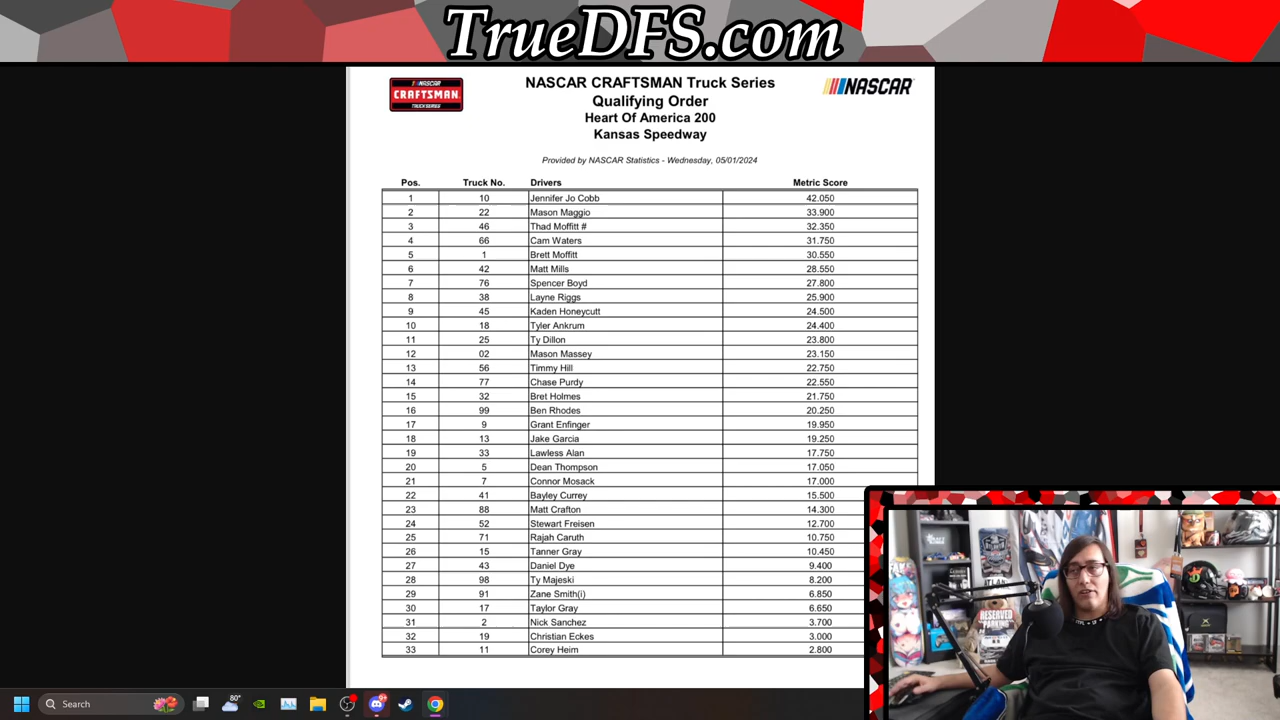 TrueDFS.com
NASCAR
CRAFTSMAN
TRUCK SERIES
NASCAR CRAFTSMAN Truck Series
Qualifying Order
Heart Of America 200
Kansas Speedway
NASCAR
Provided by NASCAR Statistics - Wednesday, 05/01/2024
Pos. Truck No. Drivers Metric Score
1 10 Jennifer Jo Cobb 42.050
2 22 Mason Maggio 33.900
3 46 Thad Moffitt # 32.350
4 66 Cam Waters 31.750
5 1 Brett Moffitt 30.550
6 42 Matt Mills 28.550
7 76 Spencer Boyd 27.800
8 38 Layne Riggs 25.900
9 45 Kaden Honeycutt 24.500
10 18 Tyler Ankrum 24.400
11 25 Ty Dillon 23.800
12 02 Mason Massey 23.150
13 56 Timmy Hill 22.750
14 77 Chase Purdy 22.550
15 32 Bret Holmes 21.750
16 99 Ben Rhodes 20.250
17 9 Grant Enfinger 19.950
18 13 Jake Garcia 19.250
19 33 Lawless Alan 17.750
20 5 Dean Thompson 17.050
21 7 Connor Mosack 17.000
22 41 Bayley Currey 15.500
23 88 Matt Crafton 14.300
24 52 Stewart Freisen 12.700
25 71 Rajah Caruth 10.750
26 15 Tanner Gray 10.450
27 43 Daniel Dye 9.400
28 98 Ty Majeski 8.200
29 91 Zane Smith(i) 6.850
30 17 Taylor Gray 6.650
31 2 Nick Sanchez 3.700
32 19 Christian Eckes 3.000
33 11 Corey Heim 2.800
RESERVED
PARKING
Search
80°